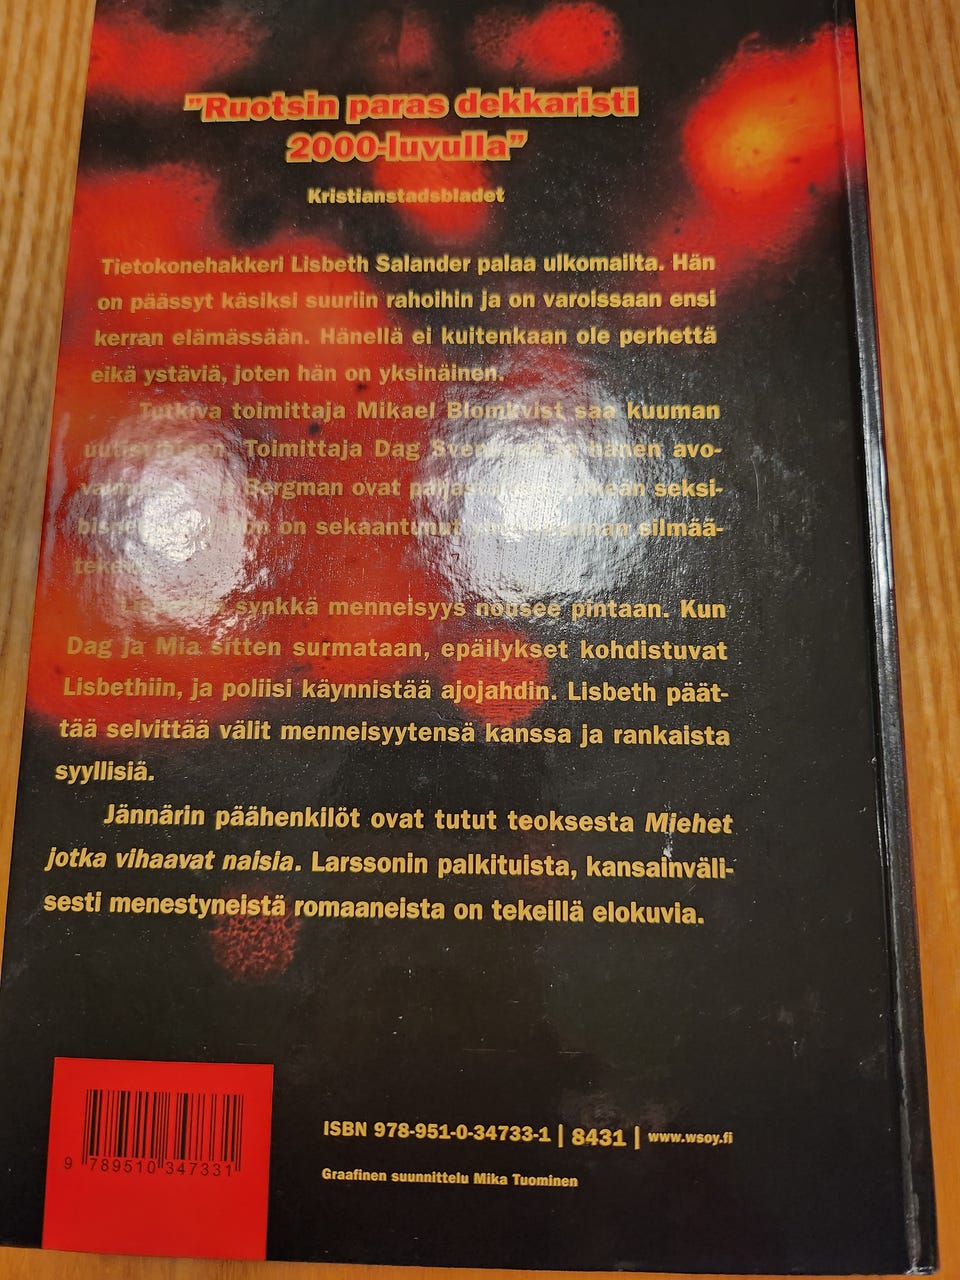 "Ruotsin paras dekkaristi
2000-luvulla"
Kristianstadsbladet
Tietokonehakkeri Lisbeth Salander palaa ulkomailta. Hän
on päässyt käsiksi suuriin rahoihin ja on varoissaan ensi
kerran elämässään. Hänellä ei kuitenkaan ole perhettä
eikä ystäviä, joten hän on yksinäinen.
Tutkiva toimittaja Mikael Blomkvist saa kuuman
Toimittaja Dag hänen avo-
Bergman ovat seksi-
on sekaantunut silmää-
synkkä menneisyys nousee pintaan. Kun
Dag ja Mia sitten surmataan, epäilykset kohdistuvat
Lisbethiin, ja poliisi käynnistää ajojahdin. Lisbeth päät-
tää selvittää välit menneisyytensä kanssa ja rankaista
syyllisiä.
Jännärin päähenkilöt ovat tutut teoksesta Miehet
jotka vihaavat naisia. Larssonin palkituista, kansainväli-
sesti menestyneistä romaaneista on tekeillä elokuvia.
ISBN 978-951-0-34733-1 | 8431 | www.wsoy.fi
9 789510 347331
Graafinen suunnittelu Mika Tuominen